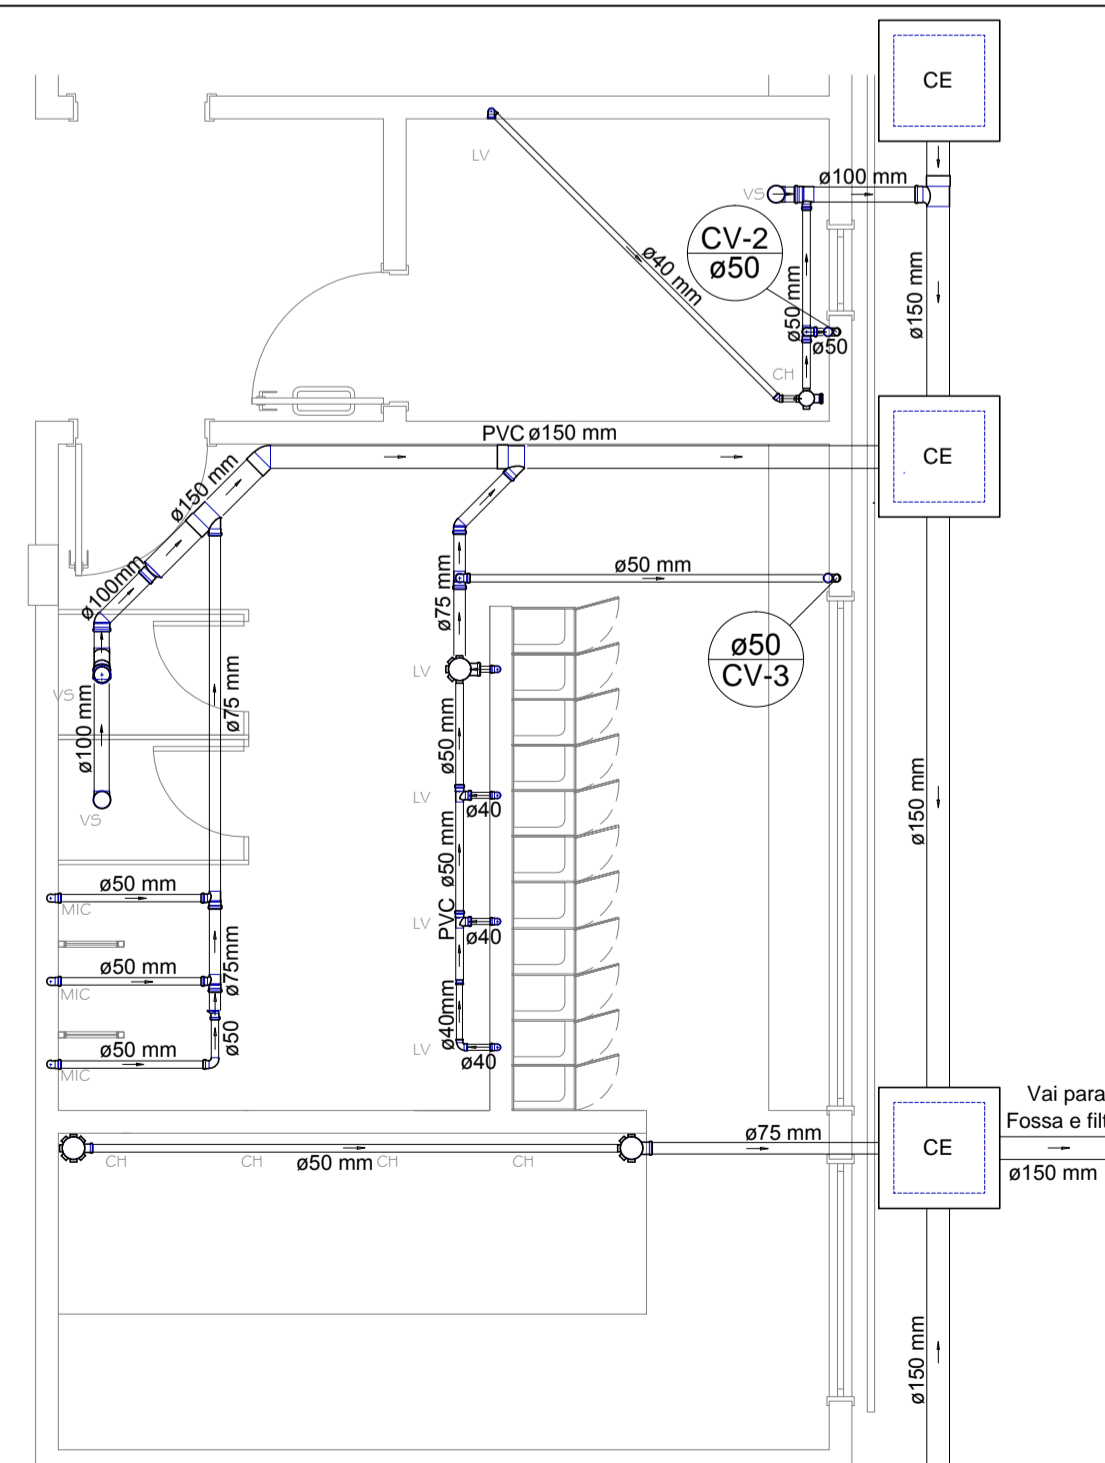 CE
LV
VS
ø100 mm
CV-2
ø50
ø40 mm
ø50 mm
ø150 mm
ø50
CH
PVC ø150 mm
CE
ø150 mm
ø100mm
ø75 mm
ø50 mm
ø50
CV-3
VS
LV
ø100 mm
ø75 mm
ø50 mm
LV
ø40
VS
ø150 mm
PVC ø50 mm
ø50 mm
MIC
LV
ø40
ø75mm
ø50 mm
MIC
ø40mm
ø50
ø50 mm
MIC
LV
ø40
Vai para
Fossa e filt
ø75 mm
CE
CH
CH
ø50 mm
CH
CH
ø150 mm
ø150 mm